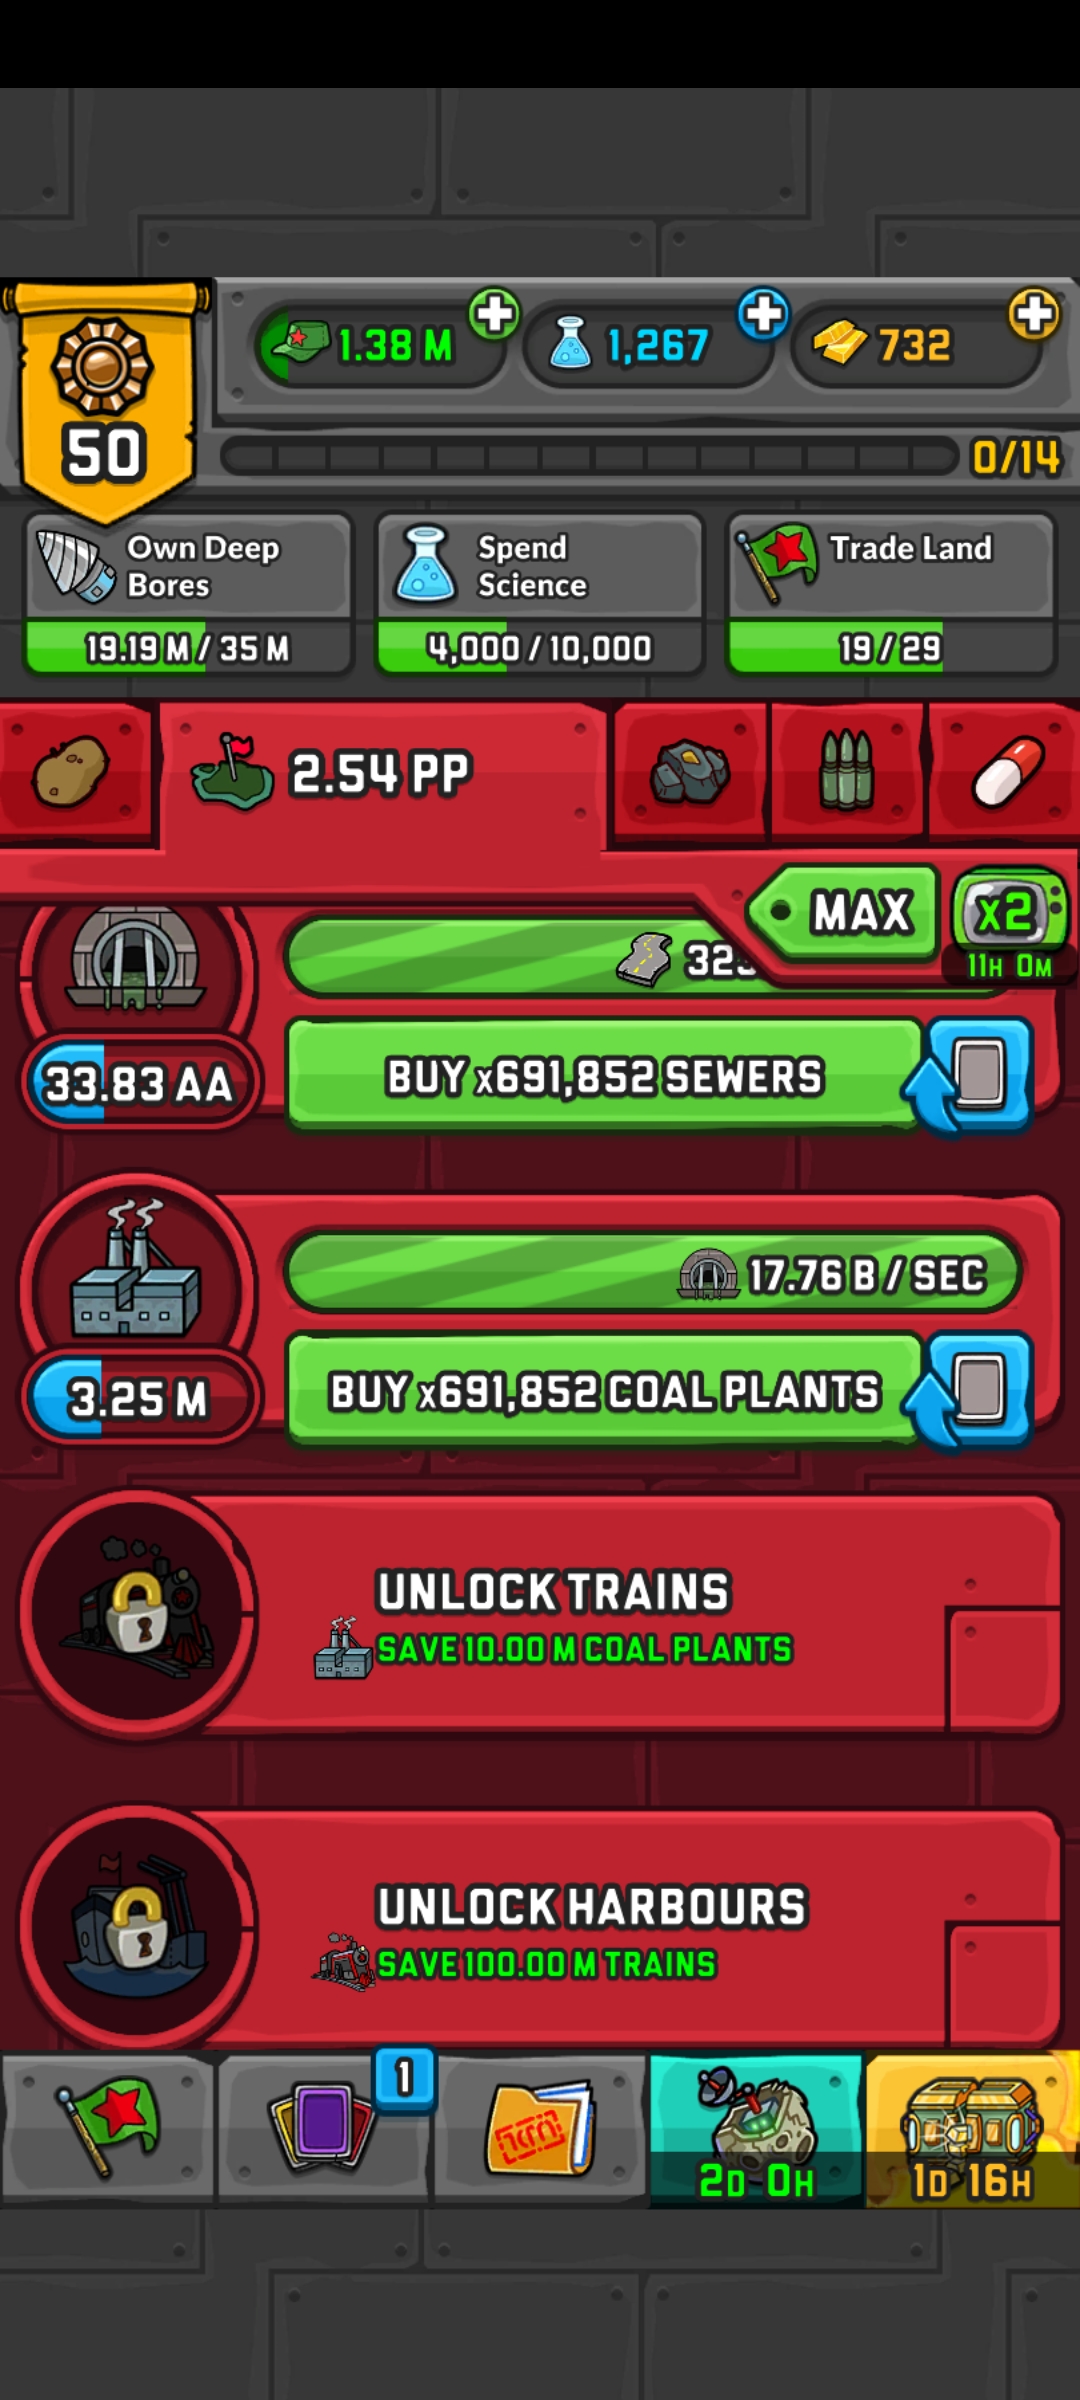 1.38 M
1,267
732
50
0/14
Own Deep
Bores
19.19 M / 35 M
Spend
Science
4,000 / 10,000
Trade Land
19 / 29
2.54 PP
MAX
x2
11H 0M
33.83 AA
BUY x691,852 SEWERS
17.76 B / SEC
3.25 M
BUY x691,852 COAL PLANTS
UNLOCK TRAINS
SAVE 10.00 M COAL PLANTS
UNLOCK HARBOURS
SAVE 100.00 M TRAINS
1
2D 0H
1D 16H